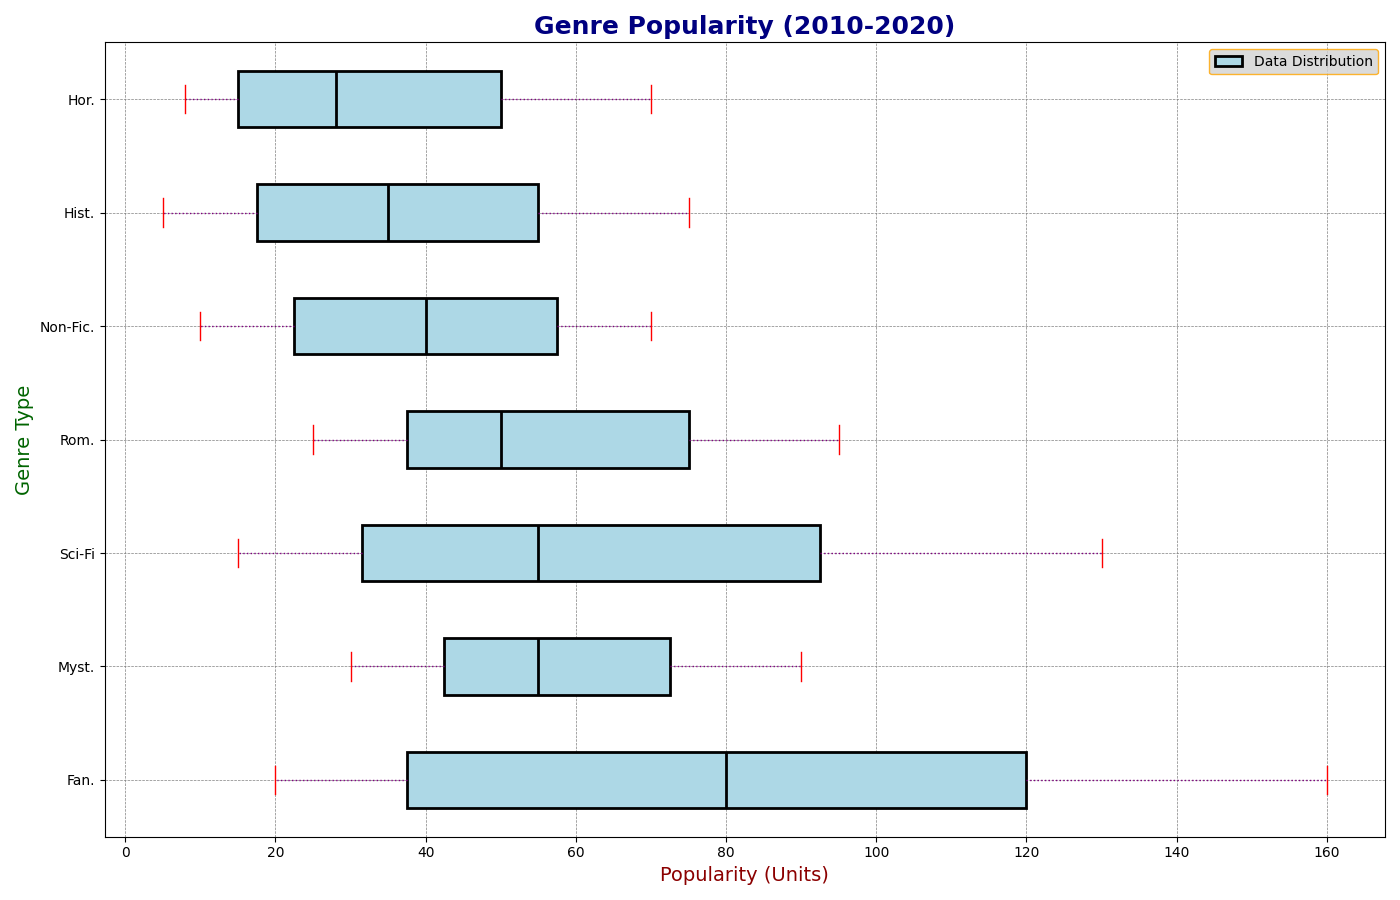 Genre Popularity (2010-2020)
Data Distribution
Hor.
Hist.
Non-Fic.
Rom.
Sci-Fi
Myst.
Fan.
Genre Type
0 20 40 60 80 100 120 140 160
Popularity (Units)